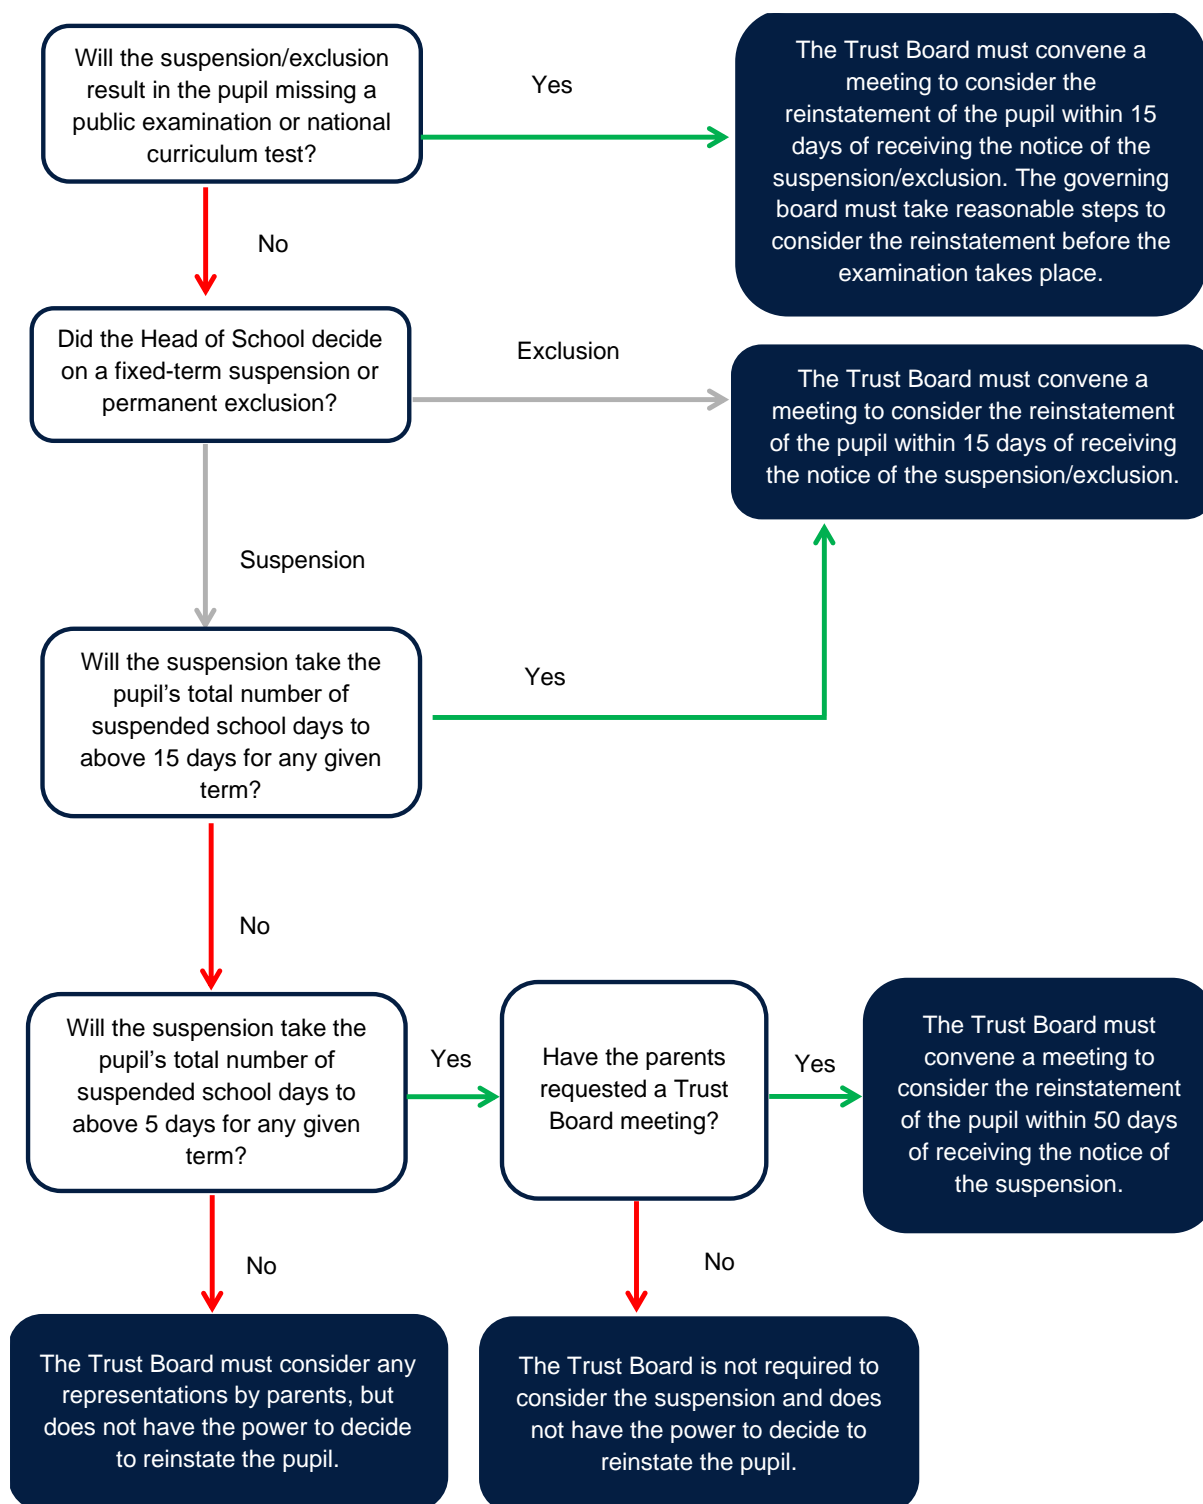 Will the suspension/exclusion
result in the pupil missing a
public examination or national
curriculum test?
Yes
The Trust Board must convene a
meeting to consider the
reinstatement of the pupil within 15
days of receiving the notice of the
suspension/exclusion. The governing
board must take reasonable steps to
consider the reinstatement before the
examination takes place.
No
Did the Head of School decide
on a fixed-term suspension or
permanent exclusion?
Exclusion
The Trust Board must convene a
meeting to consider the reinstatement
of the pupil within 15 days of receiving
the notice of the suspension/exclusion.
Suspension
Will the suspension take the
pupil’s total number of
suspended school days to
above 15 days for any given
term?
Yes
No
Will the suspension take the
pupil’s total number of
suspended school days to
above 5 days for any given
term?
Yes
Have the parents
requested a Trust
Board meeting?
Yes
The Trust Board must
convene a meeting to
consider the reinstatement
of the pupil within 50 days
of receiving the notice of
the suspension.
No
No
The Trust Board must consider any
representations by parents, but
does not have the power to decide
to reinstate the pupil.
The Trust Board is not required to
consider the suspension and does
not have the power to decide to
reinstate the pupil.